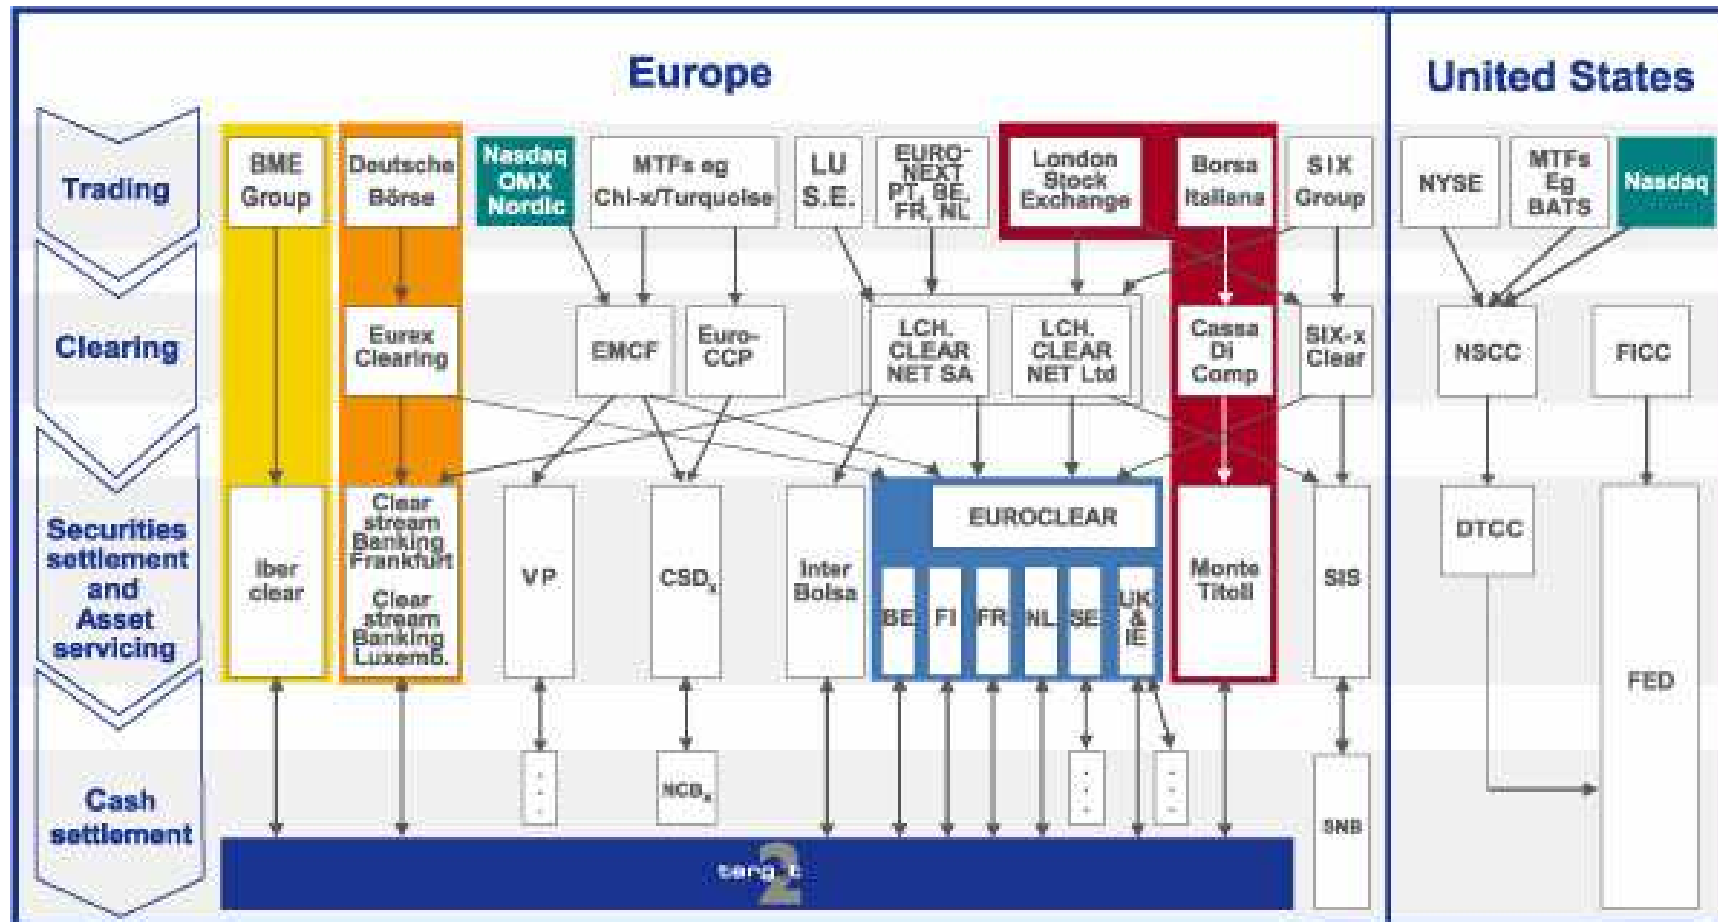 Europe
United States
Trading
BME
Group
Deutsche
Börse
Nasdaq
OMX
Nordic
MTFs eg
Chi-x/Turquoise
LU
S.E.
EURO-
NEXT
PT, BE,
FR, NL
London
Stock
Exchange
Borsa
Italiana
SIX
Group
NYSE
MTFs
Eg
BATS
Nasdaq
Clearing
Eurex
Clearing
EMCF
Euro-
CCP
LCH.
CLEAR
NET SA
LCH.
CLEAR
NET Ltd
Cassa
Di
Comp
SIX-x
Clear
NSCC
FICC
Securities
settlement
and
Asset
servicing
Iber
clear
Clear
stream
Banking
Frankfurt
Clear
stream
Banking
Luxemb.
VP
CSDx
Inter
Bolsa
EUROCLEAR
BE
FI
FR
NL
SE
UK
&
IE
Monte
Titoli
SIS
DTCC
FED
Cash
settlement
NCBx
SNB
targ2t